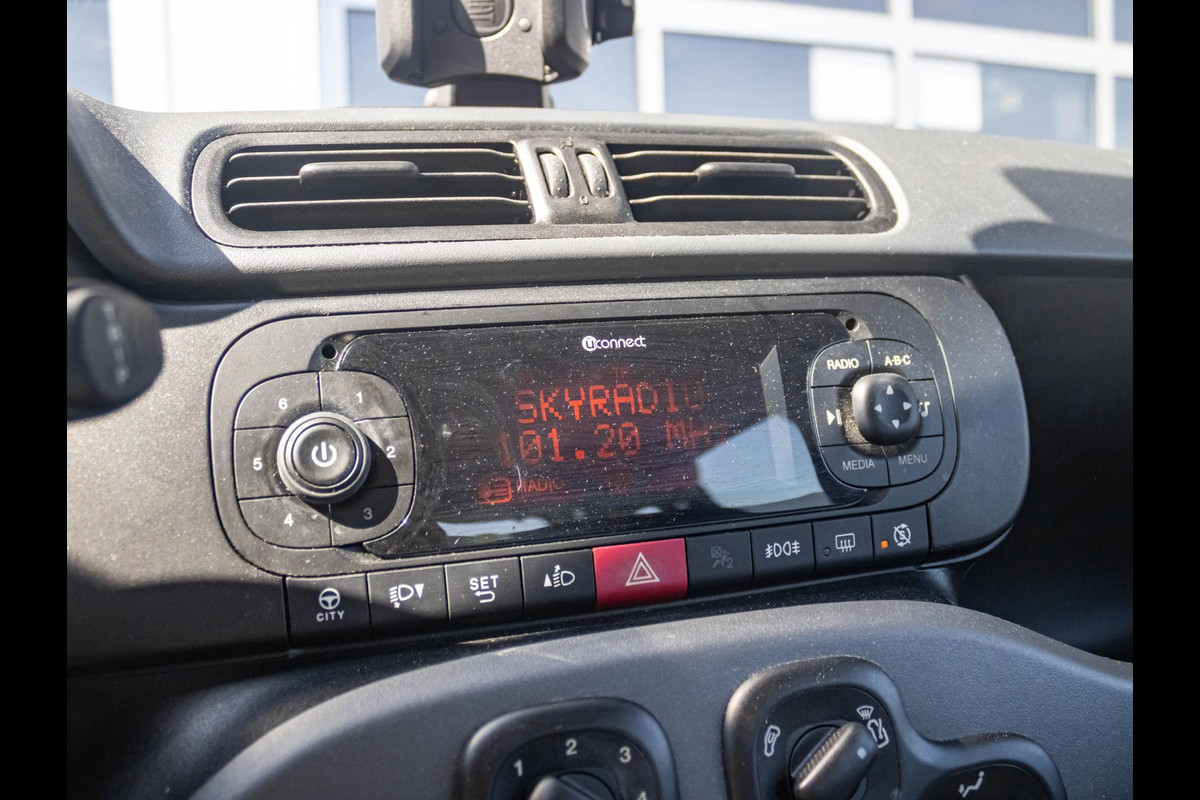 uconnect
SKYRADIO
101.20 MHz
RADIO
6
1
5
2
4
3
RADIO
A·B·C
MEDIA
MENU
CITY
SET
1
2
3
4